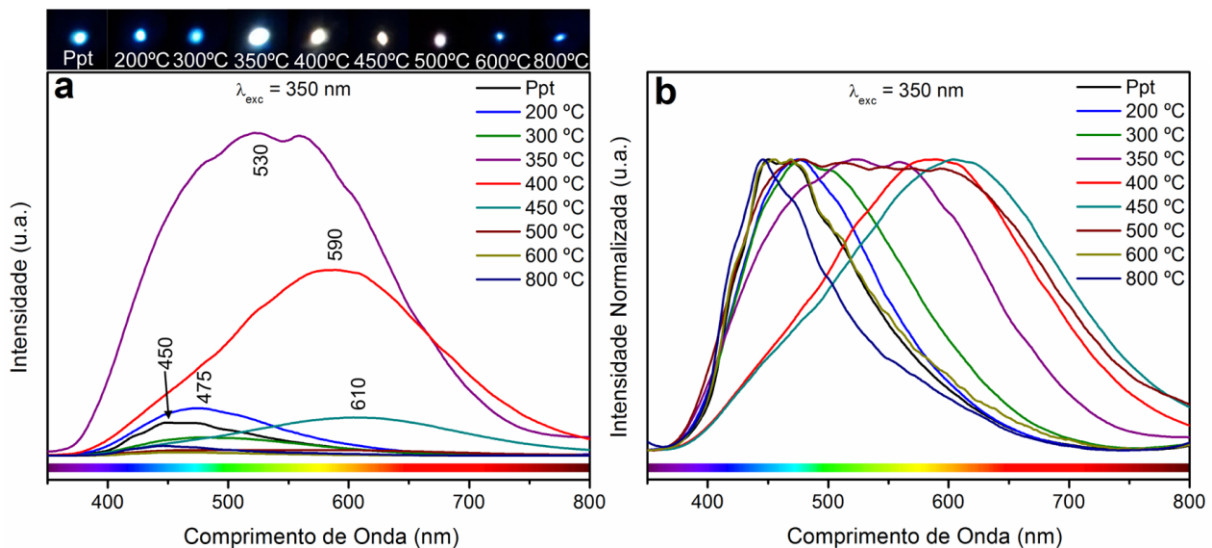 Ppt 200ºC 300ºC 350ºC 400ºC 450ºC 500ºC 600ºC 800ºC
a
λexc = 350 nm
Ppt
200 ºC
300 ºC
350 ºC
400 ºC
450 ºC
500 ºC
600 ºC
800 ºC
530
590
450
475
610
Intensidade (u.a.)
400 500 600 700 800
Comprimento de Onda (nm)
b
λexc = 350 nm
Ppt
200 ºC
300 ºC
350 ºC
400 ºC
450 ºC
500 ºC
600 ºC
800 ºC
Intensidade Normalizada (u.a.)
400 500 600 700 800
Comprimento de Onda (nm)